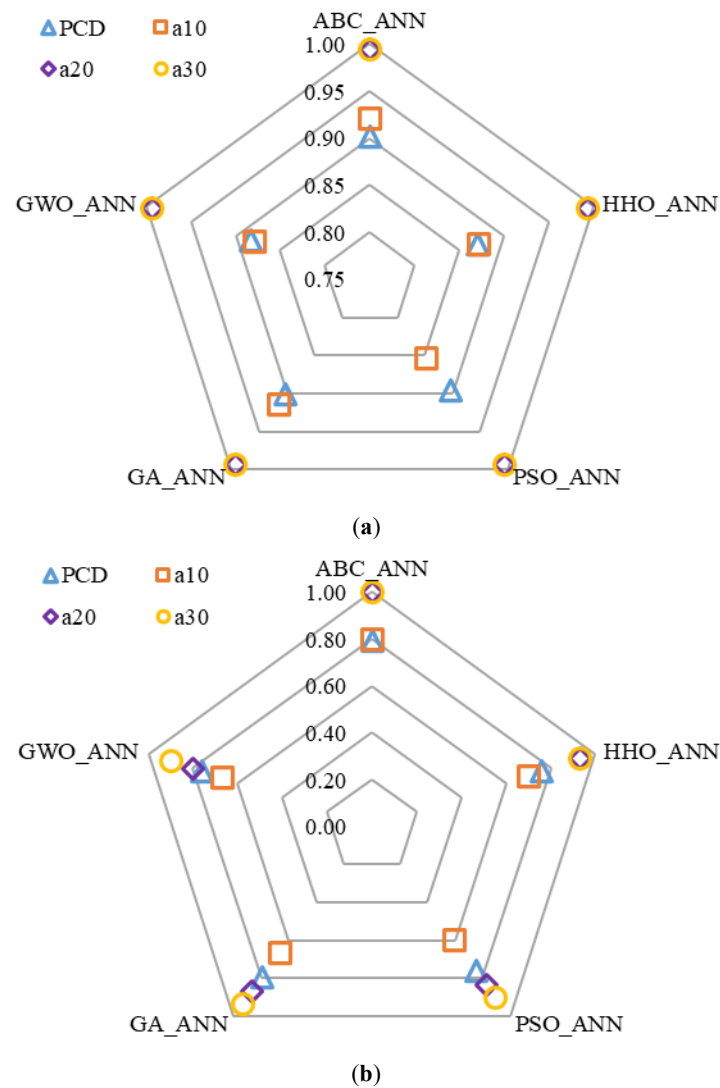 PCD a10
a20 a30
ABC_ANN
1.00
0.95
0.90
0.85
0.80
0.75
GWO_ANN HHO_ANN
GA_ANN PSO_ANN
(a)
PCD a10
a20 a30
ABC_ANN
1.00
0.80
0.60
0.40
0.20
0.00
GWO_ANN HHO_ANN
GA_ANN PSO_ANN
(b)